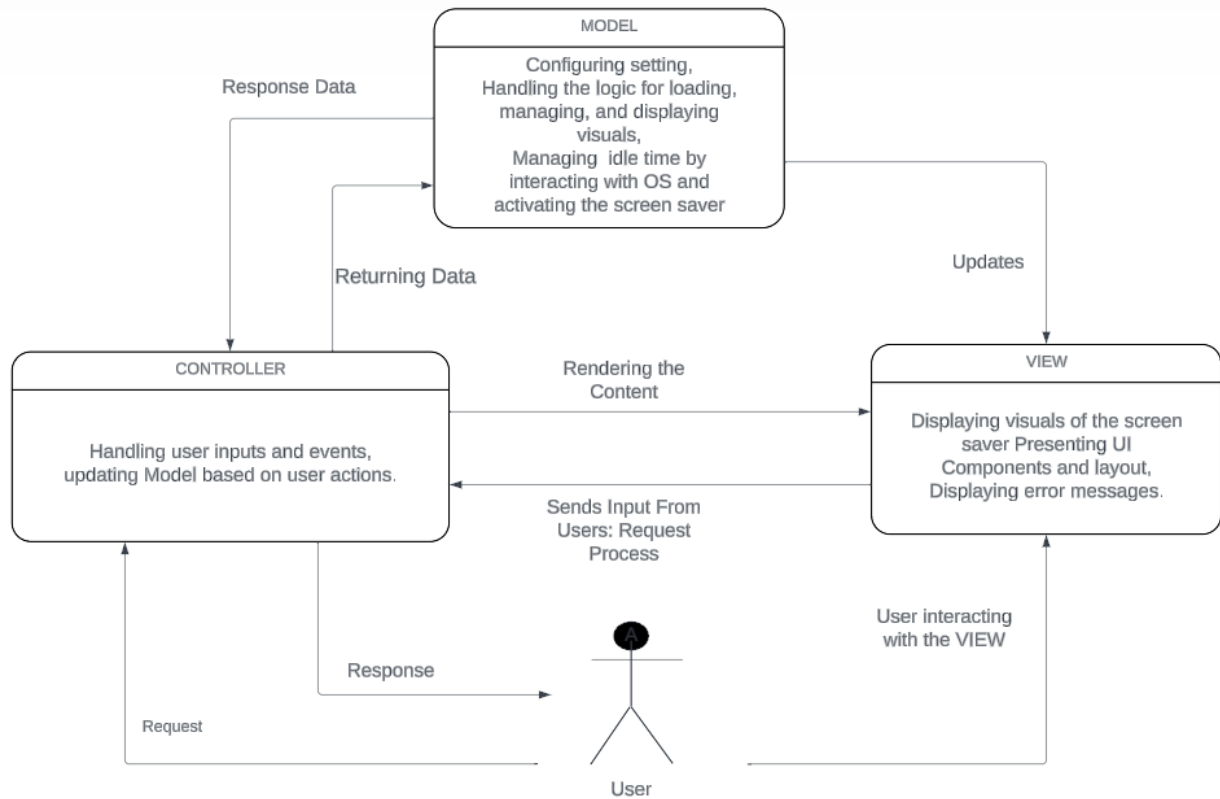 MODEL
Configuring setting,
Handling the logic for loading,
managing, and displaying
visuals,
Managing idle time by
interacting with OS and
activating the screen saver
Response Data
Returning Data
Updates
CONTROLLER
Handling user inputs and events,
updating Model based on user actions.
Rendering the
Content
VIEW
Displaying visuals of the screen
saver Presenting UI
Components and layout,
Displaying error messages.
Sends Input From
Users: Request
Process
User interacting
with the VIEW
A
Response
Request
User